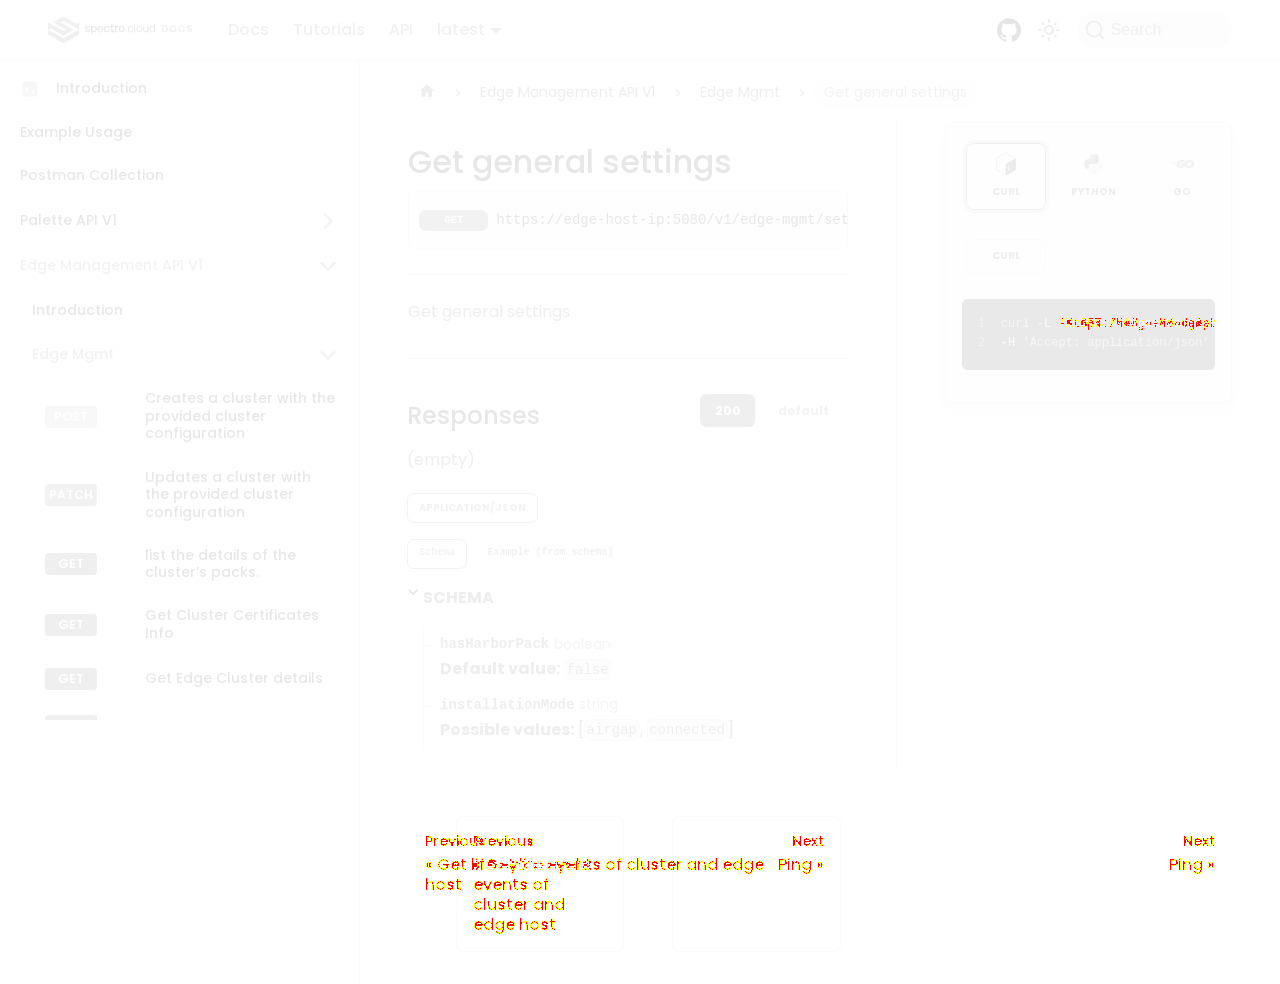 spectro cloud DOCS
Docs Tutorials API latest
Search
Introduction
Example Usage
Postman Collection
Palette API V1
Edge Management API V1
Introduction
Edge Mgmt
POST Creates a cluster with the
provided cluster
configuration
PATCH Updates a cluster with
the provided cluster
configuration
GET list the details of the
cluster's packs.
GET Get Cluster Certificates
Info
GET Get Edge Cluster details
Edge Management API V1 › Edge Mgmt › Get general settings
Get general settings
GET https://edge-host-ip:5080/v1/edge-mgmt/set
Get general settings
Responses
200 default
(empty)
APPLICATION/JSON
Schema Example (from schema)
SCHEMA
hasHarborPack boolean
Default value: false
installationMode string
Possible values: [airgap, connected]
CURL PYTHON GO
CURL
1 curl -L
2 -H 'Accept: application/json'
Previous
« Get
events of cluster and edge
host
Previous
events of
cluster and
edge host
Next
Ping »
Next
Ping »